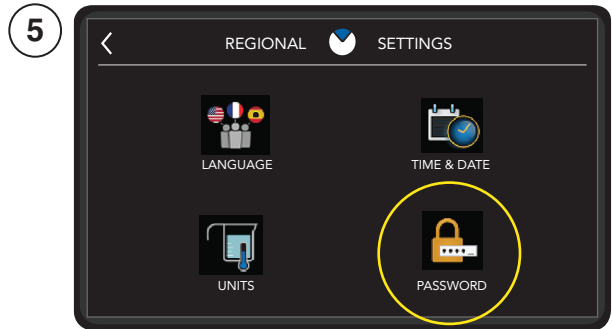 5
REGIONAL SETTINGS
LANGUAGE
TIME & DATE
UNITS
PASSWORD